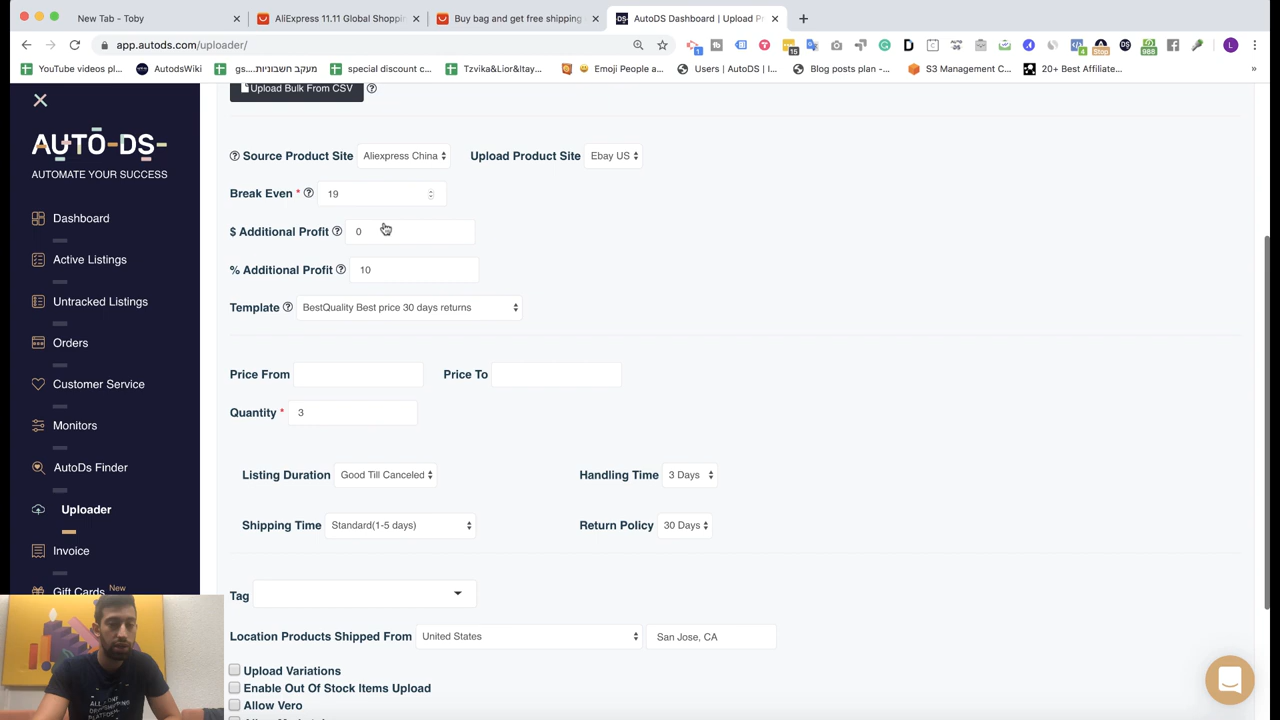 New Tab - Toby
AliExpress 11.11 Global Shoppi
Buy bag and get free shipping
AutoDS Dashboard | Upload P
app.autods.com/uploader/
YouTube videos pl...
AutodsWiki
gs....מעקב חשבוניות
special discount c...
Tzvika&Lior&Itay...
Emoji People a...
Users | AutoDS | I...
Blog posts plan -...
S3 Management C...
20+ Best Affiliate...
»
Upload Bulk From CSV
AUTO-DS-
AUTOMATE YOUR SUCCESS
Dashboard
Active Listings
Untracked Listings
Orders
Customer Service
Monitors
AutoDs Finder
Uploader
Invoice
Gift Cards New
Source Product Site Aliexpress China Upload Product Site Ebay US
Break Even * 19
$ Additional Profit 0
% Additional Profit 10
Template BestQuality Best price 30 days returns
Price From Price To
Quantity * 3
Listing Duration Good Till Canceled Handling Time 3 Days
Shipping Time Standard(1-5 days) Return Policy 30 Days
Tag
Location Products Shipped From United States San Jose, CA
Upload Variations
Enable Out Of Stock Items Upload
Allow Vero